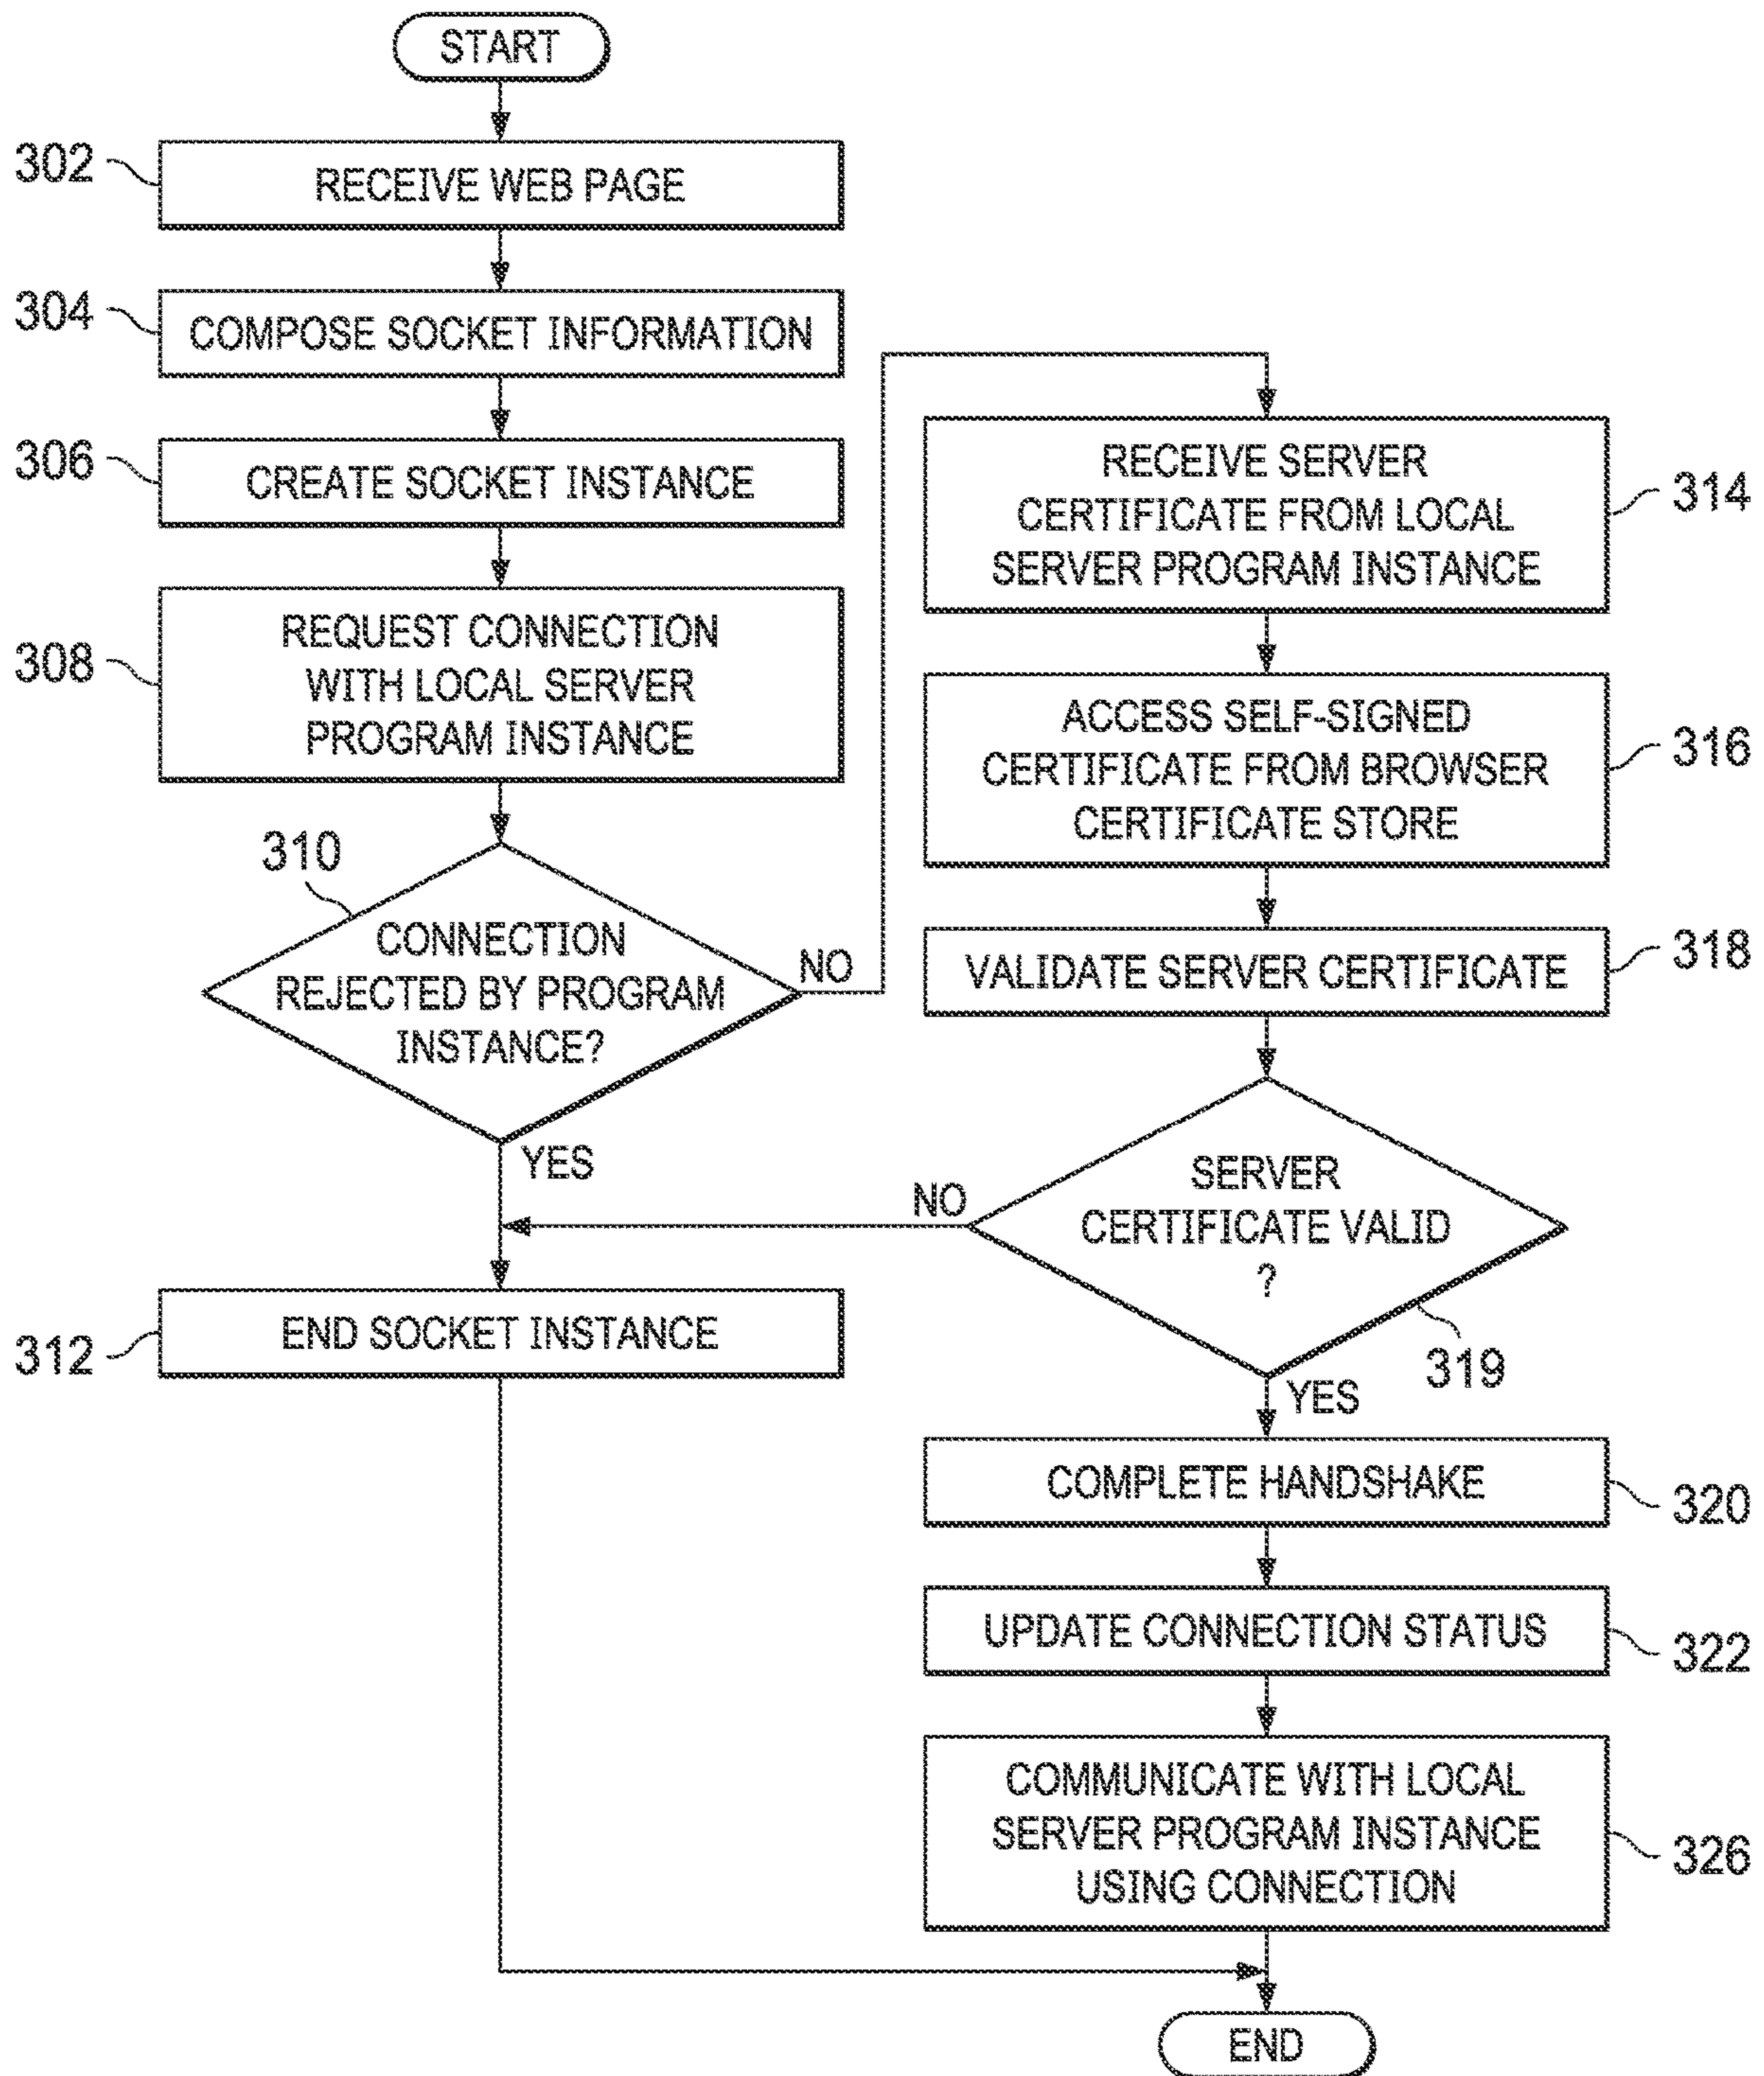 START
302
RECEIVE WEB PAGE
304
COMPOSE SOCKET INFORMATION
306
CREATE SOCKET INSTANCE
308
REQUEST CONNECTION
WITH LOCAL SERVER
PROGRAM INSTANCE
310
CONNECTION
REJECTED BY PROGRAM
INSTANCE?
NO
YES
312
END SOCKET INSTANCE
RECEIVE SERVER
CERTIFICATE FROM LOCAL
SERVER PROGRAM INSTANCE
314
ACCESS SELF-SIGNED
CERTIFICATE FROM BROWSER
CERTIFICATE STORE
316
VALIDATE SERVER CERTIFICATE
318
SERVER
CERTIFICATE VALID
?
NO
319
YES
COMPLETE HANDSHAKE
320
UPDATE CONNECTION STATUS
322
COMMUNICATE WITH LOCAL
SERVER PROGRAM INSTANCE
USING CONNECTION
326
END